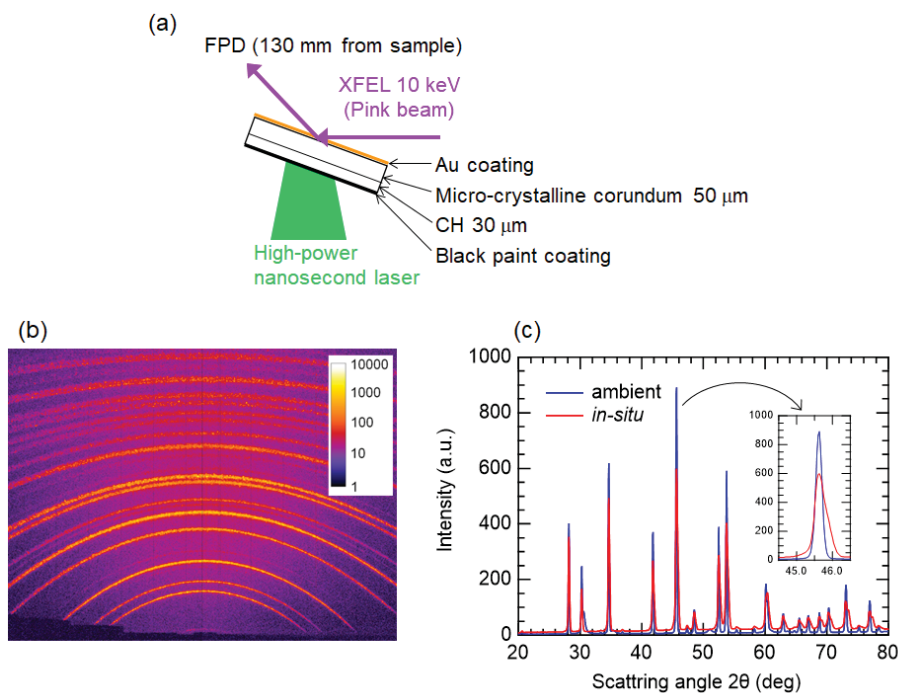 (a)
FPD (130 mm from sample)
XFEL 10 keV
(Pink beam)
Au coating
Micro-crystalline corundum 50 μm
CH 30 μm
Black paint coating
High-power
nanosecond laser
(b)
10000
1000
100
10
1
(c)
1000
800
600
400
200
0
Intensity (a.u.)
ambient
in-situ
1000
800
600
400
200
0
45.0 46.0
20 30 40 50 60 70 80
Scattring angle 2θ (deg)